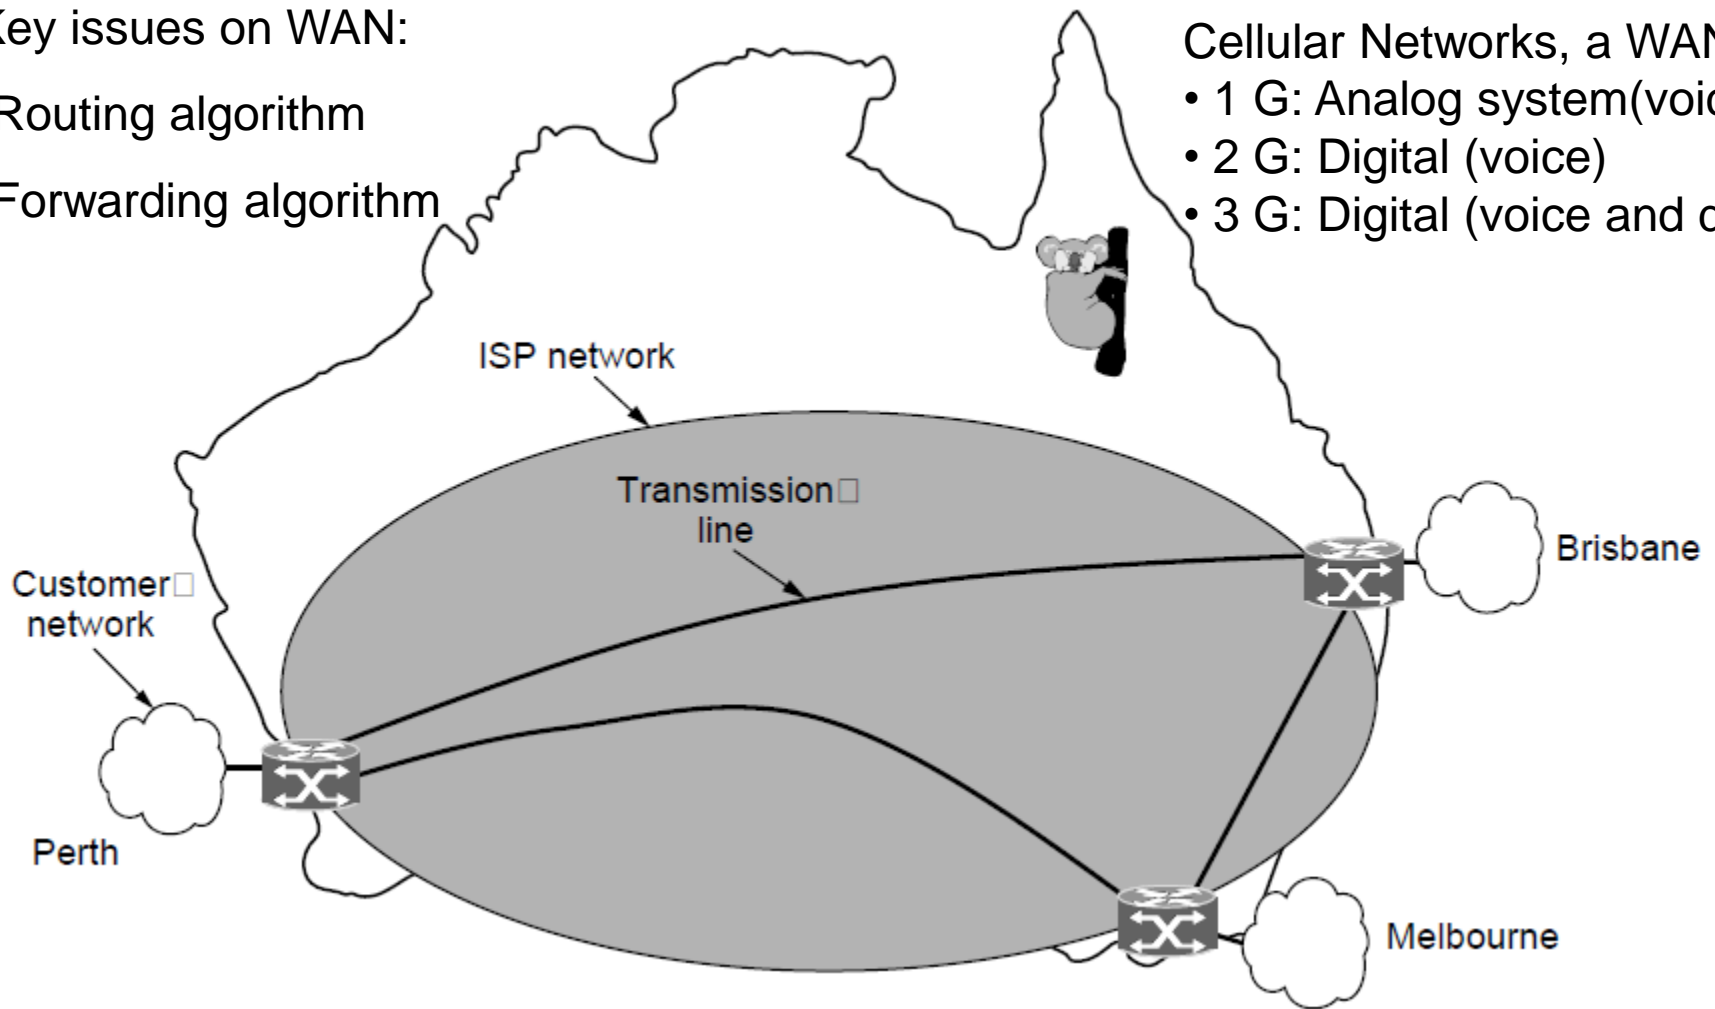 Key issues on WAN:
Routing algorithm
Forwarding algorithm
Cellular Networks, a WAN
• 1 G: Analog system(voic
• 2 G: Digital (voice)
• 3 G: Digital (voice and
ISP network
Transmission
line
Customer
network
Brisbane
Perth
Melbourne